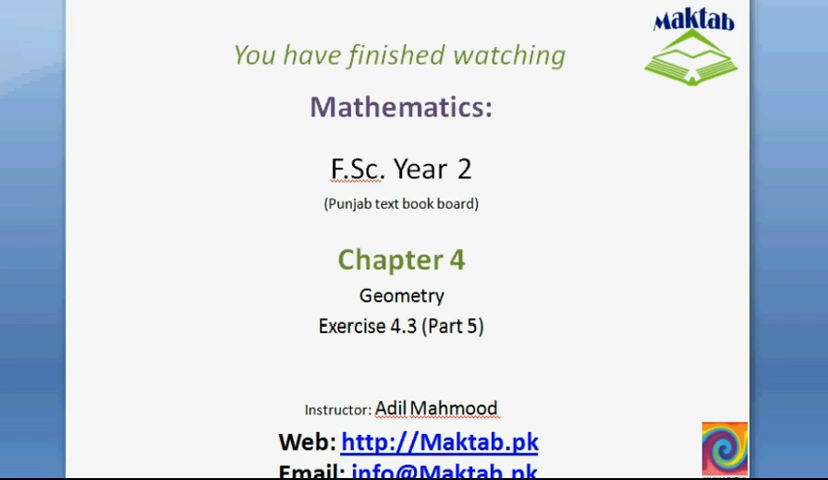 Maktab
You have finished watching
Mathematics:
F.Sc. Year 2
(Punjab text book board)
Chapter 4
Geometry
Exercise 4.3 (Part 5)
Instructor: Adil Mahmood
Web: http://Maktab.pk
Email: info@Maktab.pk